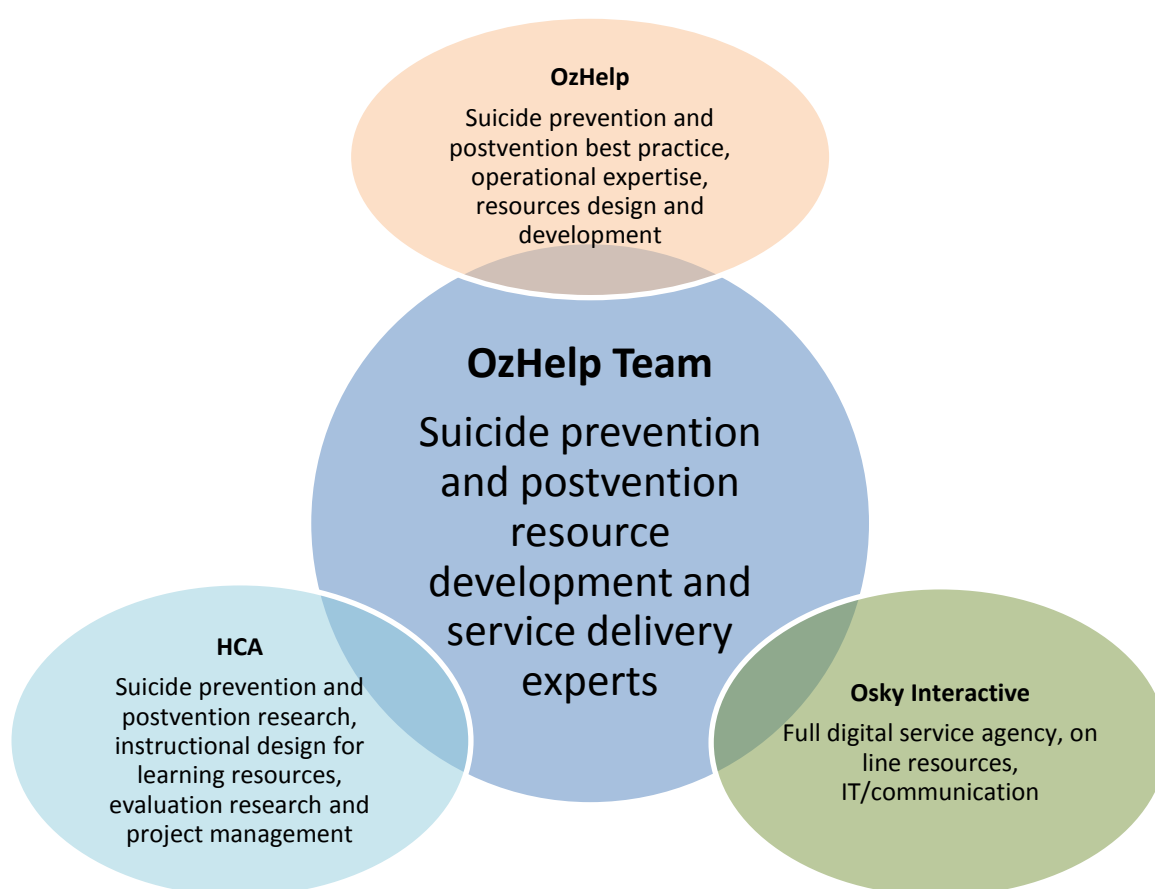 OzHelp
Suicide prevention and
postvention best practice,
operational expertise,
resources design and
development
OzHelp Team
Suicide prevention
and postvention
resource
development and
service delivery
experts
HCA
Suicide prevention and
postvention research,
instructional design for
learning resources,
evaluation research and
project management
Osky Interactive
Full digital service agency, on
line resources,
IT/communication